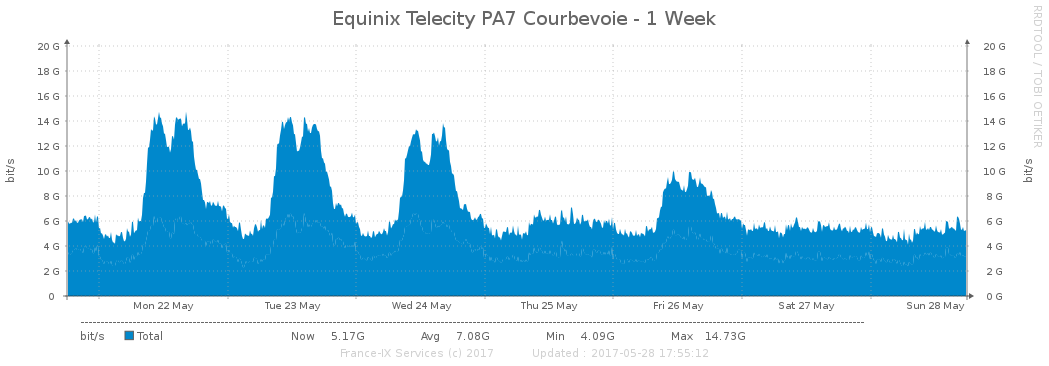 Equinix Telecity PA7 Courbevoie - 1 Week
RRDTOOL / TOBI OETIKER
20 G 20 G
18 G 18 G
16 G 16 G
14 G 14 G
12 G 12 G
10 G 10 G
8 G 8 G
6 G 6 G
4 G 4 G
2 G 2 G
0 0 G
bit/s
bit/s
Mon 22 May Tue 23 May Wed 24 May Thu 25 May Fri 26 May Sat 27 May Sun 28 May
bit/s Total Now 5.17G Avg 7.08G Min 4.09G Max 14.73G
France-IX Services (c) 2017 Updated : 2017-05-28 17:55:12